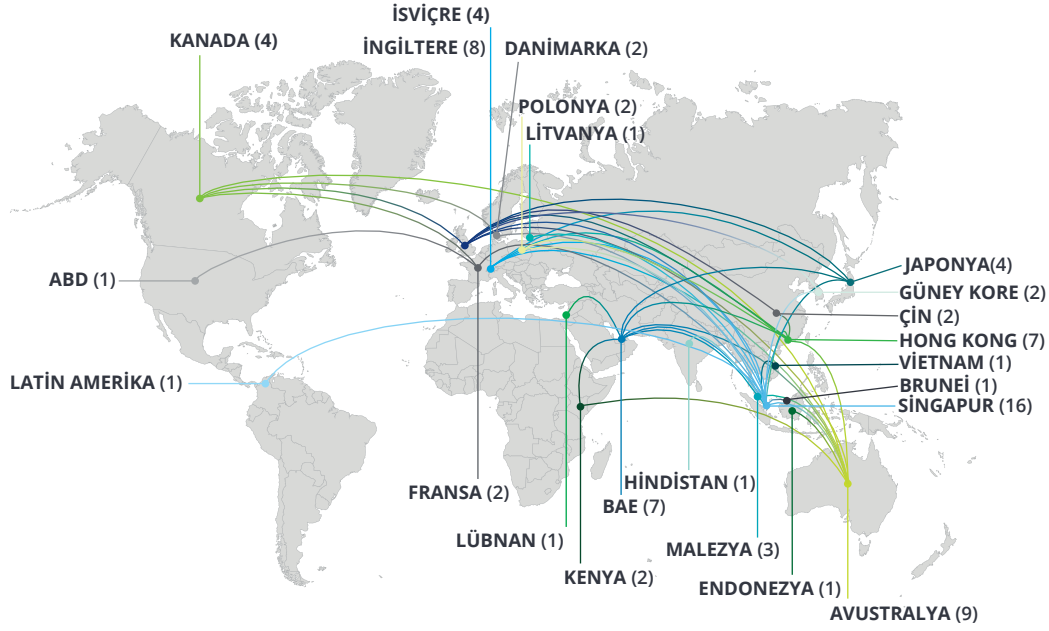 İSVİÇRE (4)
KANADA (4)
İNGİLTERE (8)
DANİMARKA (2)
POLONYA (2)
LİTVANYA (1)
JAPONYA(4)
ABD (1)
GÜNEY KORE (2)
ÇİN (2)
HONG KONG (7)
VİETNAM (1)
LATİN AMERİKA (1)
BRUNEİ (1)
SİNGAPUR (16)
HİNDİSTAN (1)
FRANSA (2)
BAE (7)
LÜBNAN (1)
MALEZYA (3)
KENYA (2)
ENDONEZYA (1)
AVUSTRALYA (9)